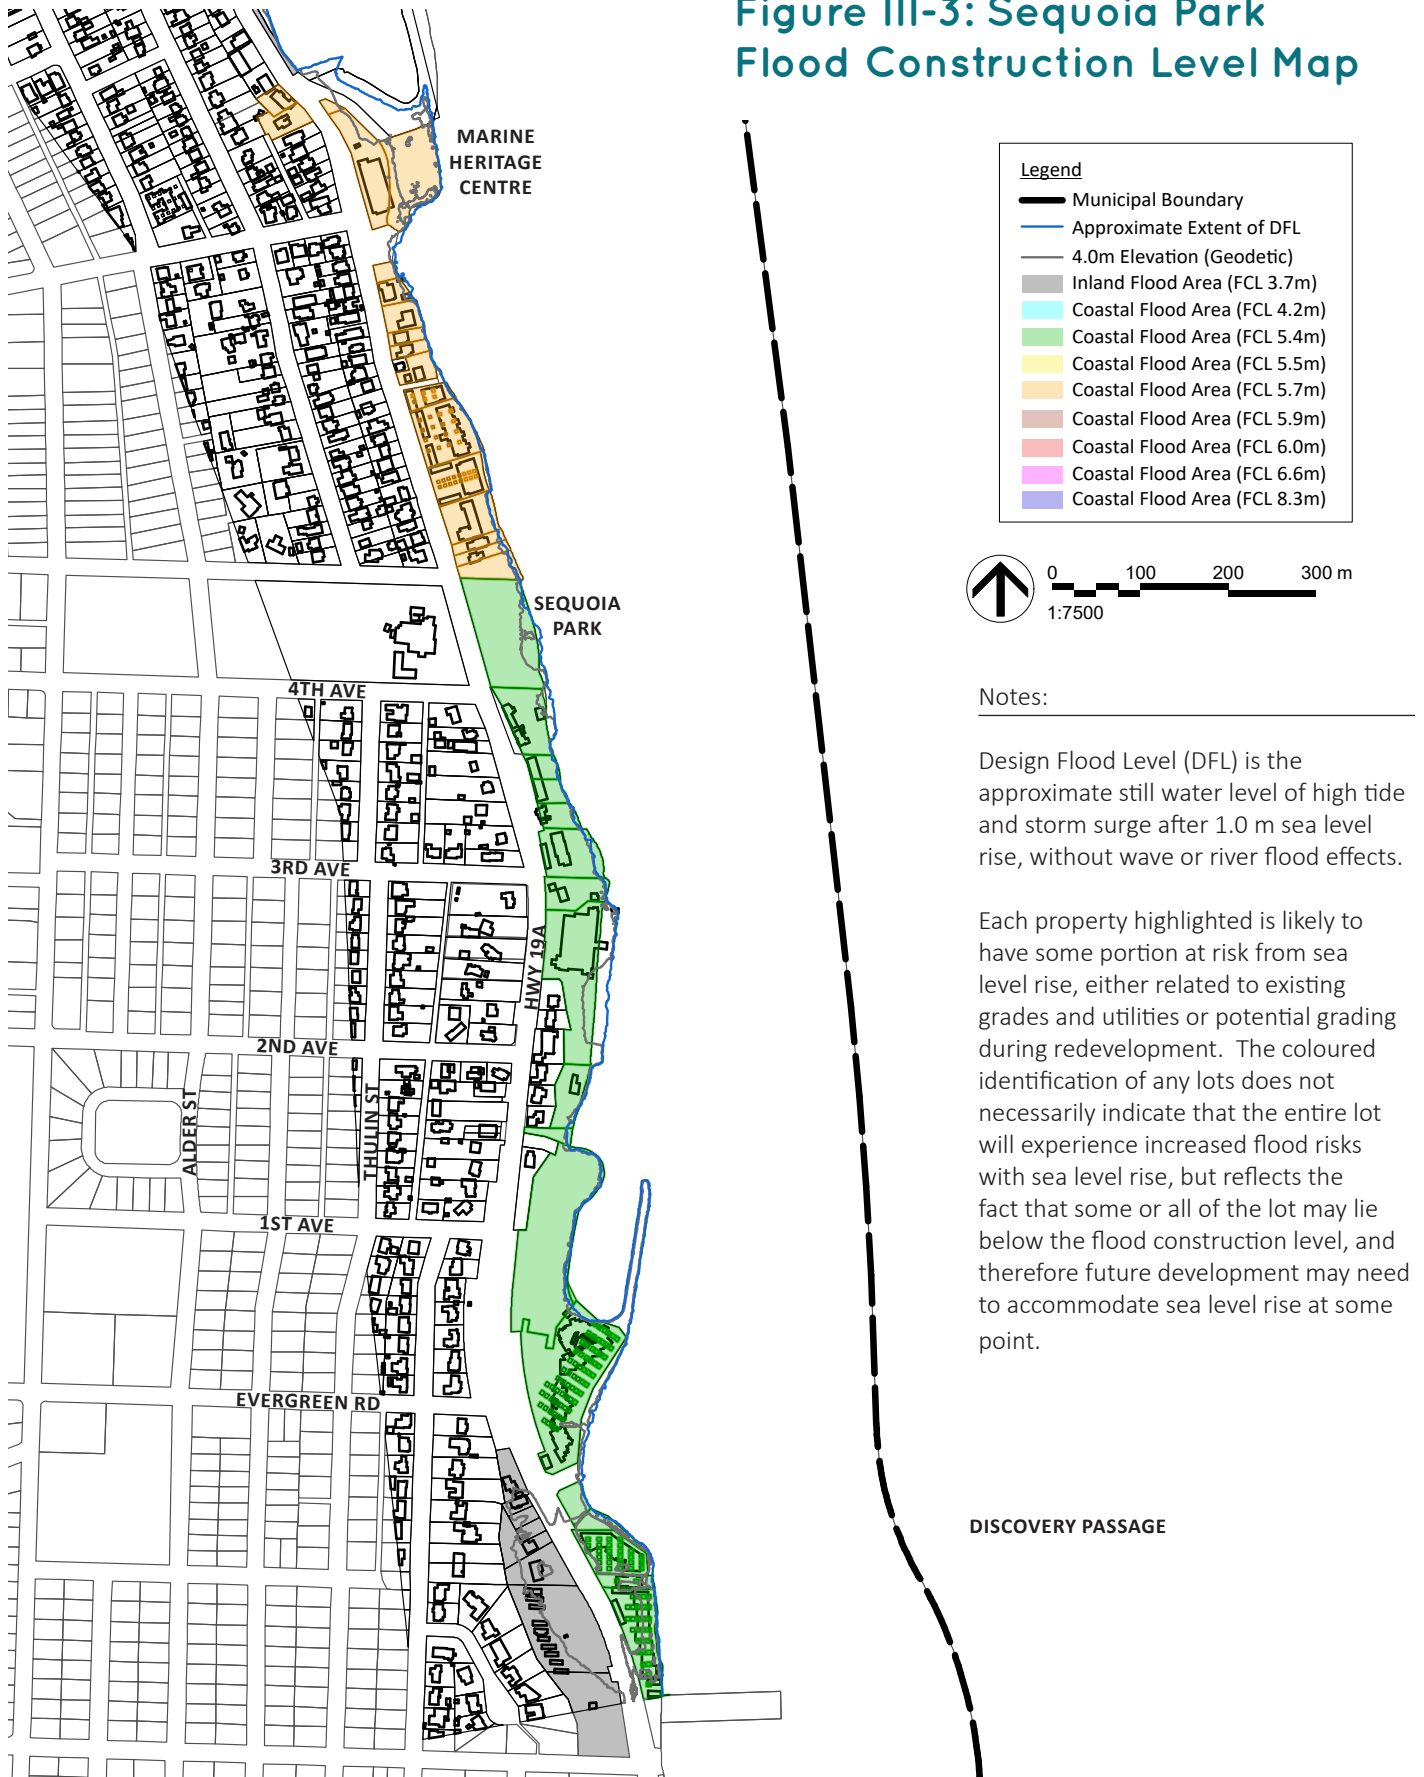 Figure III-3: Sequoia Park
Flood Construction Level Map
MARINE
HERITAGE
CENTRE
Legend
Municipal Boundary
Approximate Extent of DFL
4.0m Elevation (Geodetic)
Inland Flood Area (FCL 3.7m)
Coastal Flood Area (FCL 4.2m)
Coastal Flood Area (FCL 5.4m)
Coastal Flood Area (FCL 5.5m)
Coastal Flood Area (FCL 5.7m)
Coastal Flood Area (FCL 5.9m)
Coastal Flood Area (FCL 6.0m)
Coastal Flood Area (FCL 6.6m)
Coastal Flood Area (FCL 8.3m)
0 100 200 300 m
1:7500
SEQUOIA
PARK
4TH AVE
3RD AVE
HWY 19A
2ND AVE
ALDER ST
THULIN ST
1ST AVE
EVERGREEN RD
Notes:
Design Flood Level (DFL) is the
approximate still water level of high tide
and storm surge after 1.0 m sea level
rise, without wave or river flood effects.
Each property highlighted is likely to
have some portion at risk from sea
level rise, either related to existing
grades and utilities or potential grading
during redevelopment. The coloured
identification of any lots does not
necessarily indicate that the entire lot
will experience increased flood risks
with sea level rise, but reflects the
fact that some or all of the lot may lie
below the flood construction level, and
therefore future development may need
to accommodate sea level rise at some
point.
DISCOVERY PASSAGE